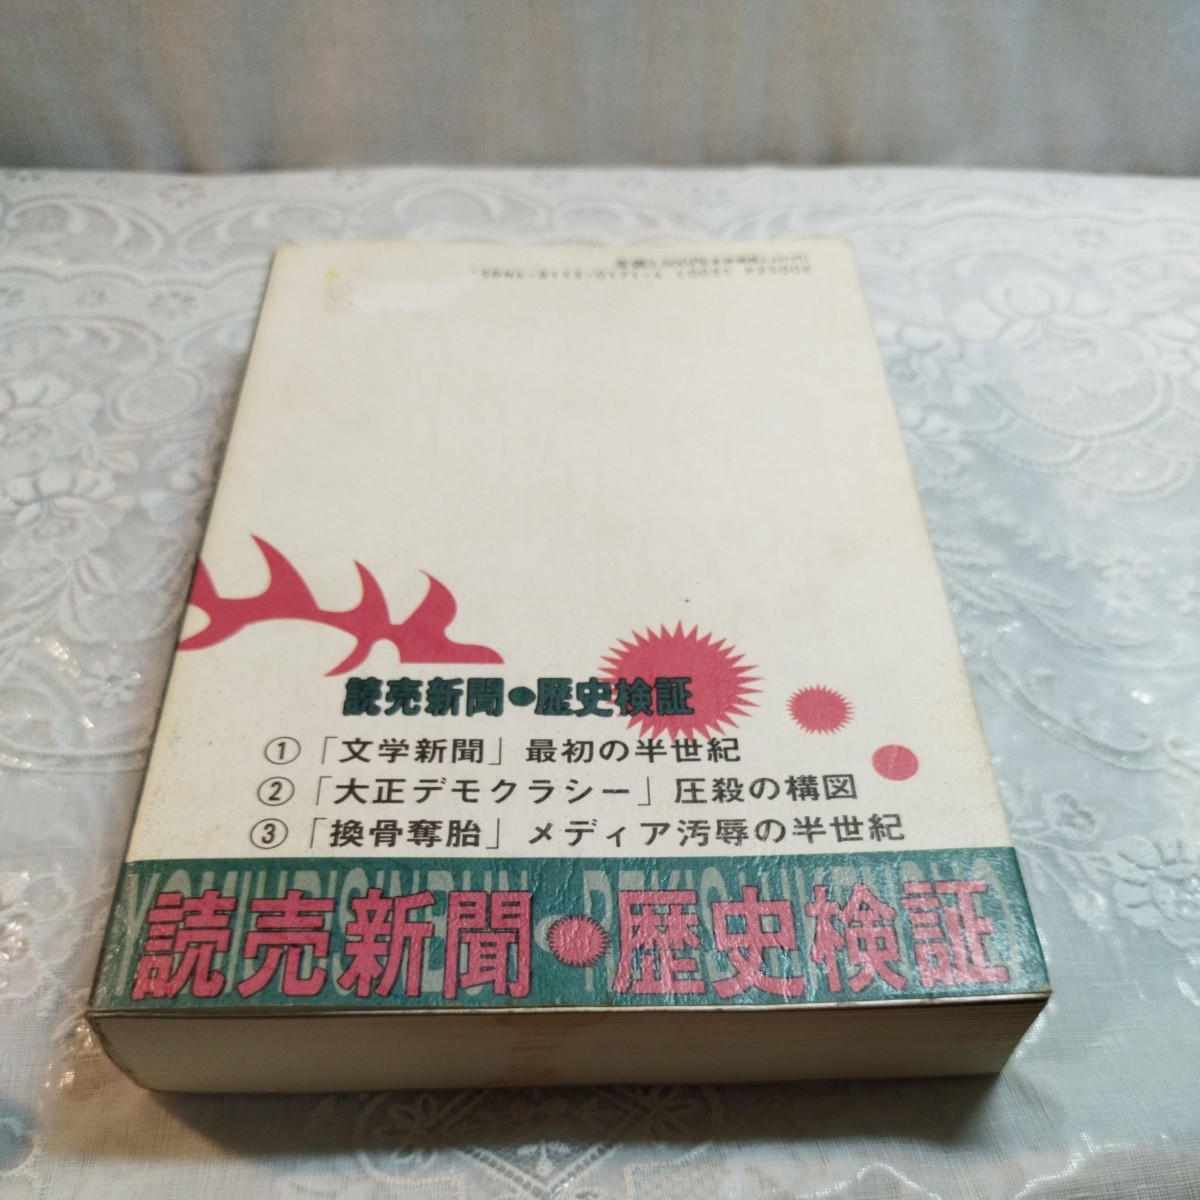 読売新聞●歴史検証
①「文学新聞」最初の半世紀
②「大正デモクラシー」圧殺の構図
③「換骨奪胎」メディア汚辱の半世紀
読売新聞●歴史検証